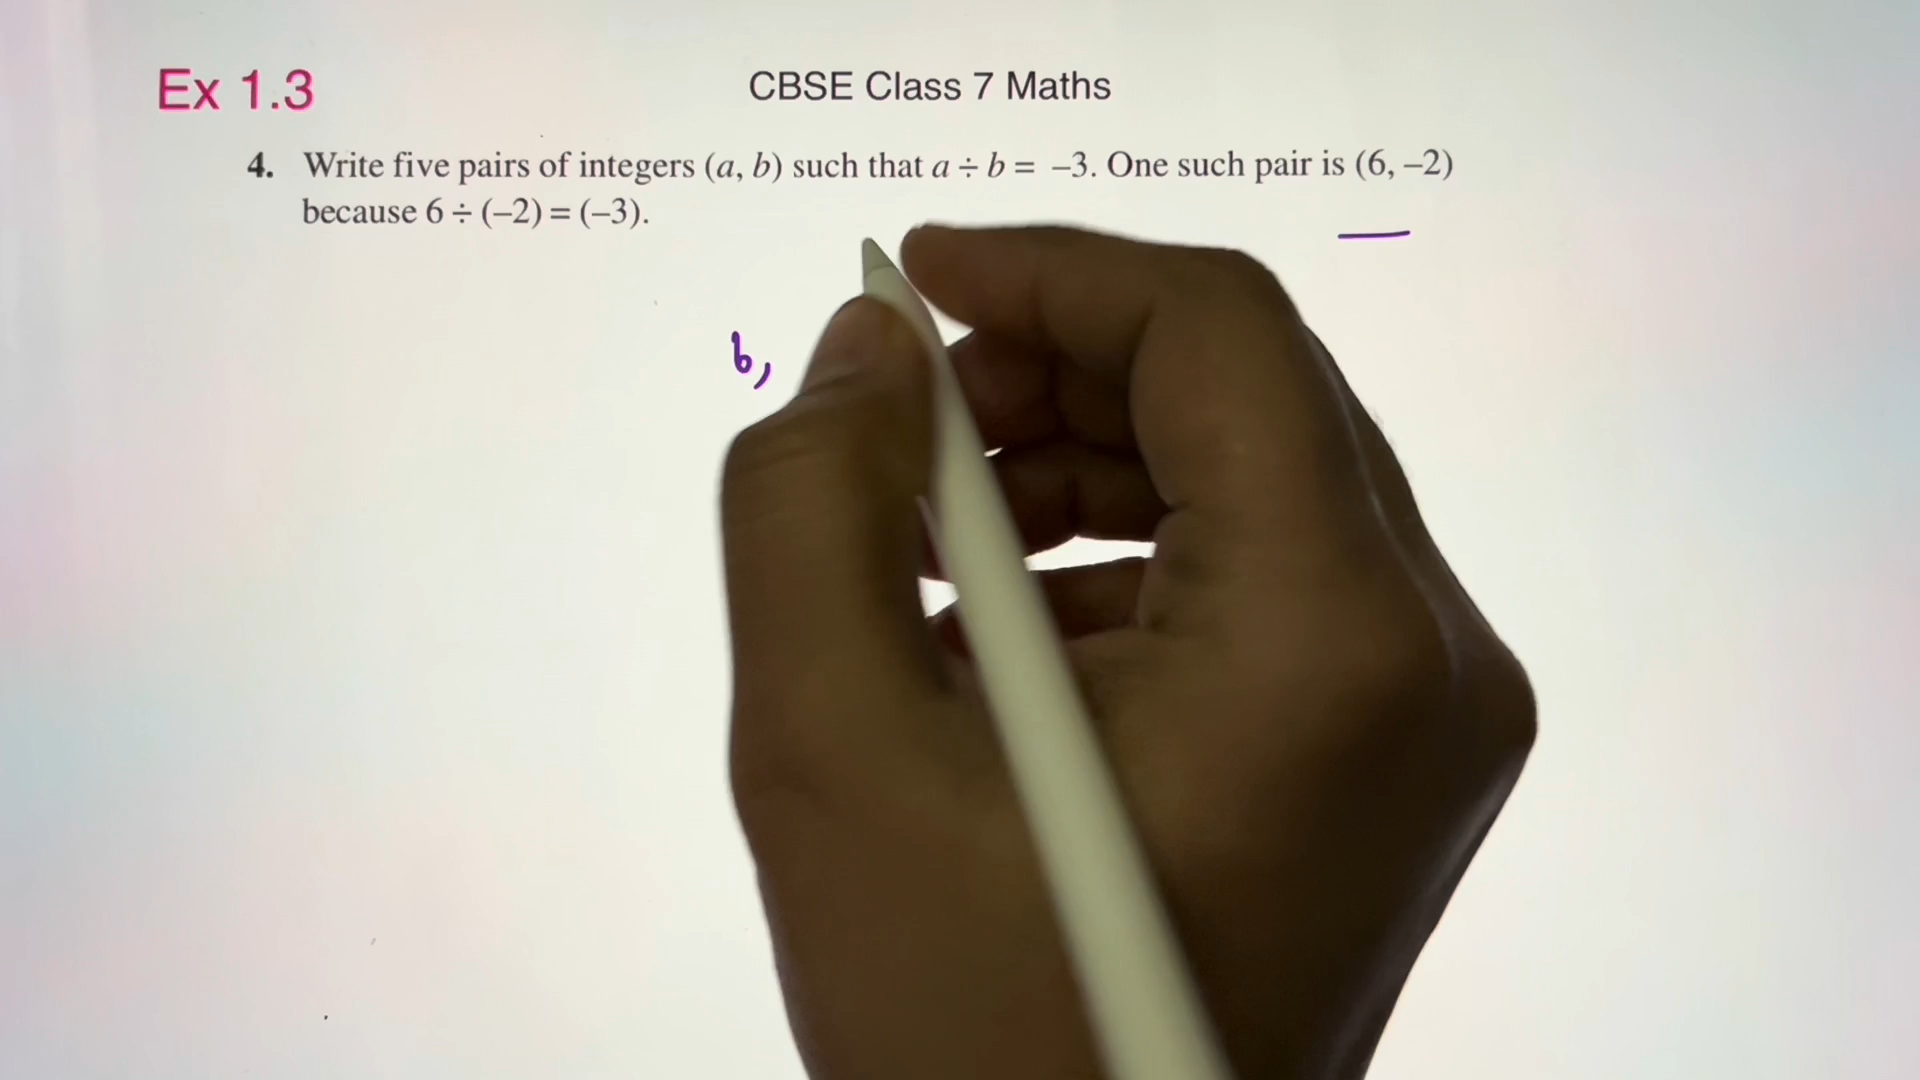 Ex 1.3
CBSE Class 7 Maths
4. Write five pairs of integers (a, b) such that a ÷ b = –3. One such pair is (6, –2)
because 6 ÷ (–2) = (–3).
6,